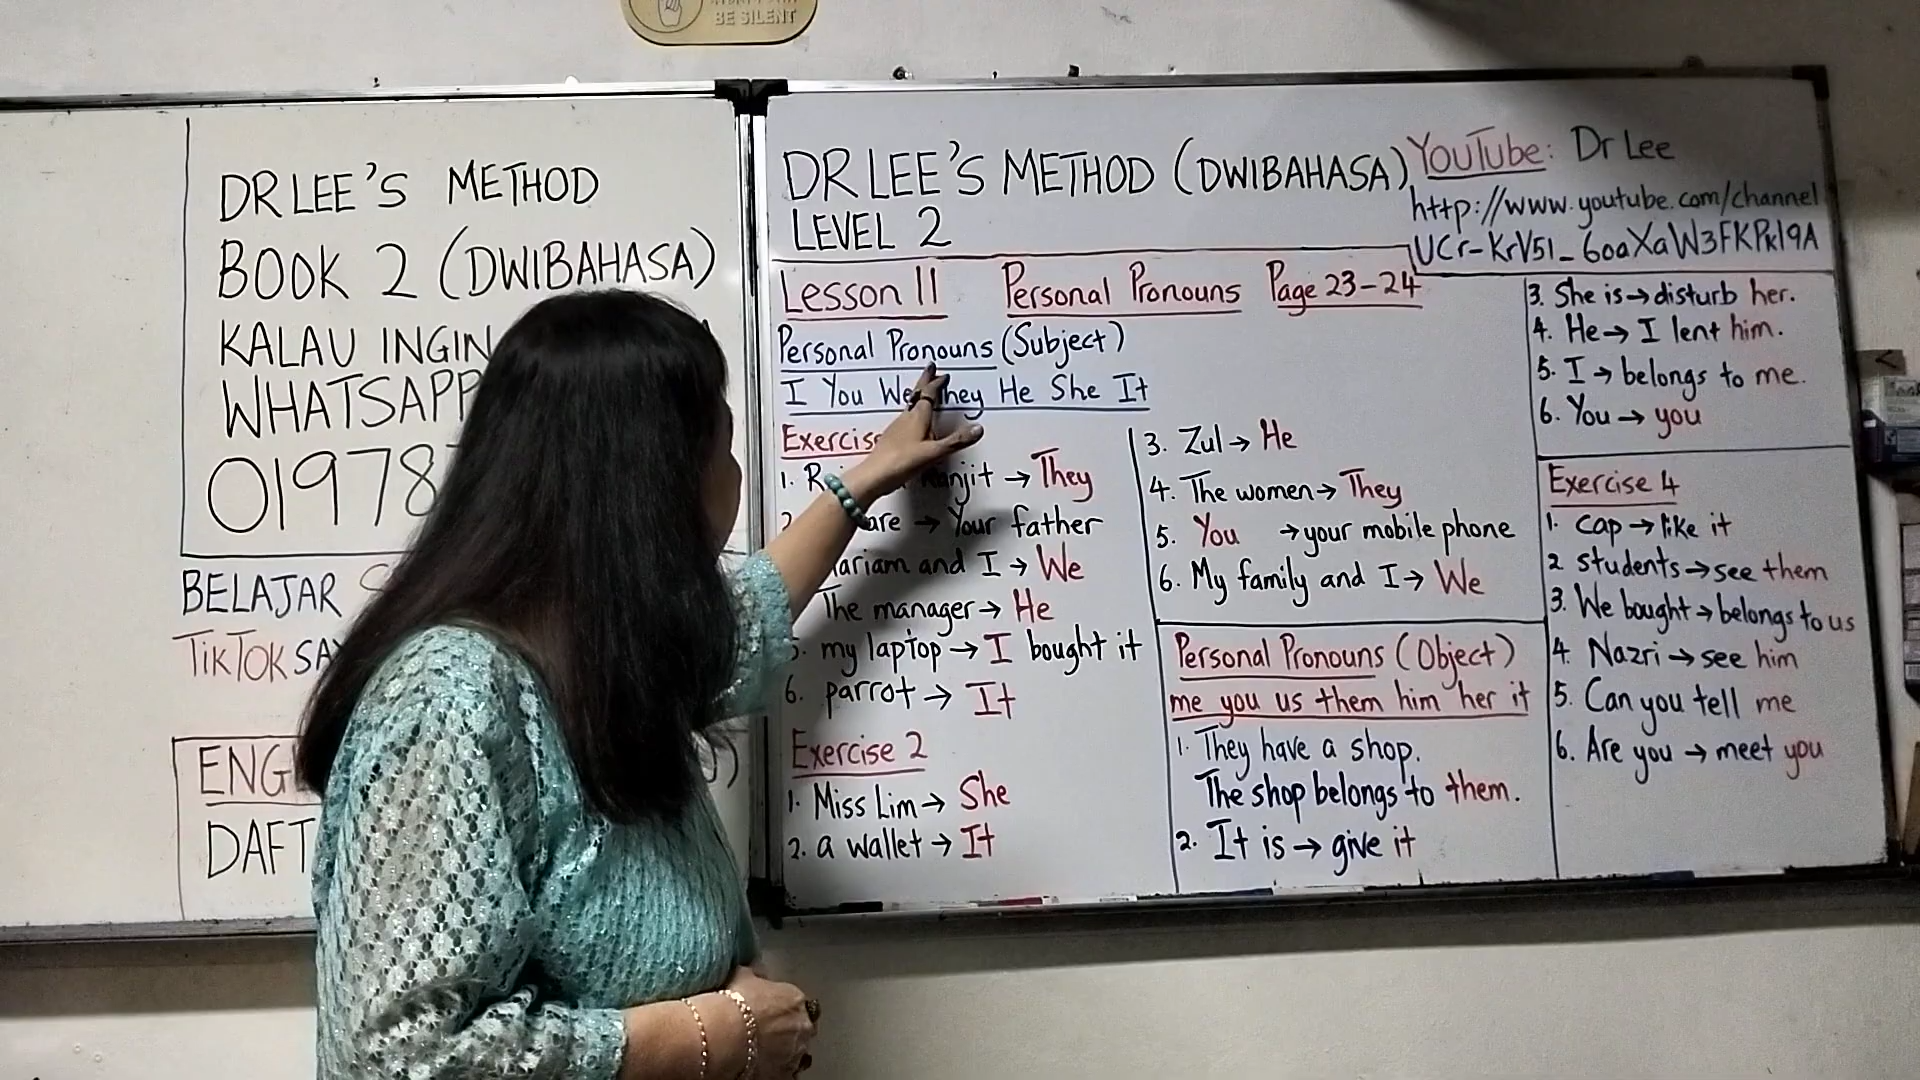 BE SILENT
DR LEE'S METHOD
BOOK 2 (DWIBAHASA)
KALAU INGIN
WHATSAPP
01978
BELAJAR
TikTok SA
ENG
DAFT
DR LEE'S METHOD (DWIBAHASA)
LEVEL 2
YouTube: Dr Lee
http://www.youtube.com/channel
UCr-KrV5I_6oaXaW3FKPkl9A
Lesson 11 Personal Pronouns Page 23-24
Personal Pronouns (Subject)
I You We They He She It
Exercise
1. R anjit → They
2. are → Your father
ariam and I → We
The manager → He
5. my laptop → I bought it
6. parrot → It
Exercise 2
1. Miss Lim → She
2. a wallet → It
3. Zul → He
4. The women → They
5. You → your mobile phone
6. My family and I → We
Personal Pronouns (Object)
me you us them him her it
1. They have a shop.
The shop belongs to them.
2. It is → give it
3. She is → disturb her.
4. He → I lent him.
5. I → belongs to me.
6. You → you
Exercise 4
1. cap → like it
2 students → see them
3. We bought → belongs to us
4. Nazri → see him
5. Can you tell me
6. Are you → meet you